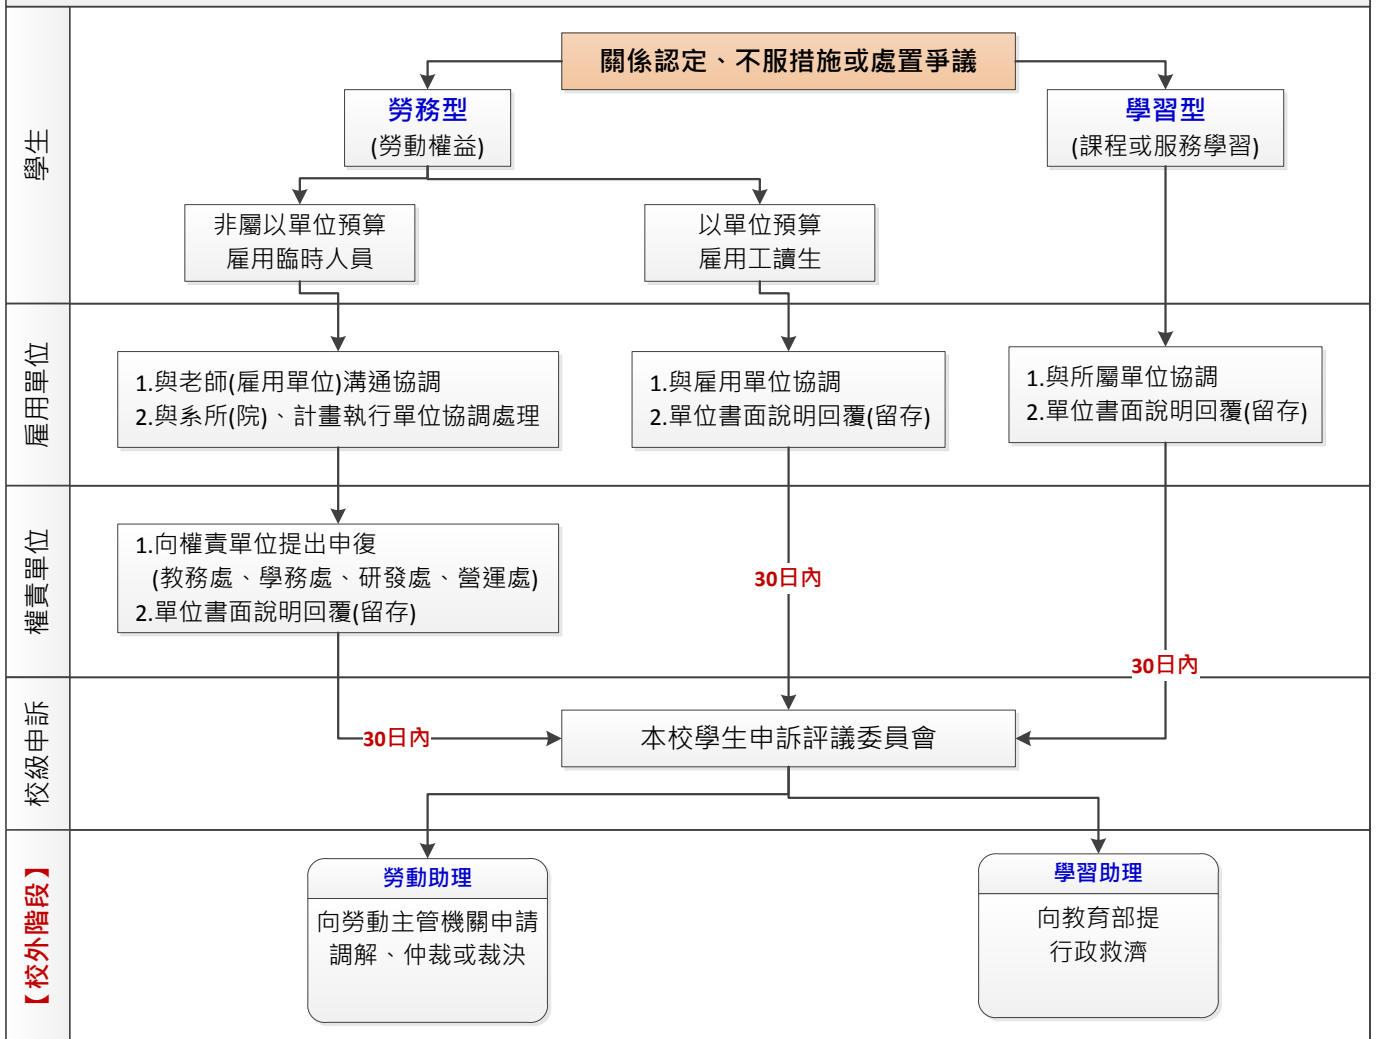 關係認定、不服措施或處置爭議
學生
勞務型
(勞動權益)
學習型
(課程或服務學習)
非屬以單位預算
雇用臨時人員
以單位預算
雇用工讀生
雇用單位
1.與老師(雇用單位)溝通協調
2.與系所(院)、計畫執行單位協調處理
1.與雇用單位協調
2.單位書面說明回覆(留存)
1.與所屬單位協調
2.單位書面說明回覆(留存)
權責單位
1.向權責單位提出申復
(教務處、學務處、研發處、營運處)
2.單位書面說明回覆(留存)
30日內
30日內
校級申訴
30日內
本校學生申訴評議委員會
【校外階段】
勞動助理
向勞動主管機關申請
調解、仲裁或裁決
學習助理
向教育部提
行政救濟